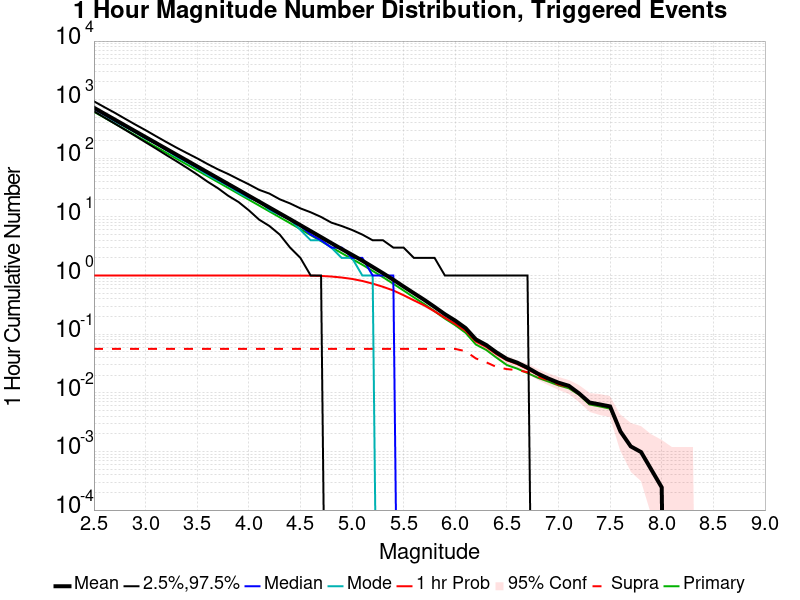 1 Hour Magnitude Number Distribution, Triggered Events
1 Hour Cumulative Number
10^4
10^3
10^2
10^1
10^0
10^-1
10^-2
10^-3
10^-4
2.5 3.0 3.5 4.0 4.5 5.0 5.5 6.0 6.5 7.0 7.5 8.0 8.5 9.0
Magnitude
Mean 2.5%,97.5% Median Mode 1 hr Prob 95% Conf Supra Primary